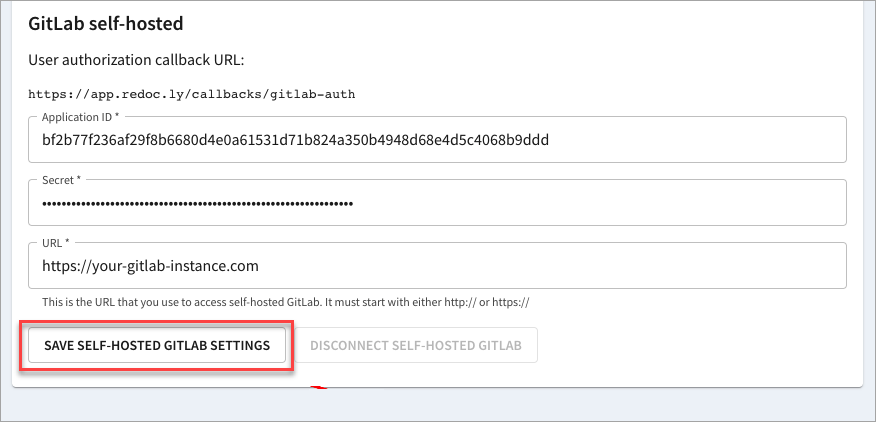 GitLab self-hosted
User authorization callback URL:
https://app.redoc.ly/callbacks/gitlab-auth
Application ID *
bf2b77f236af29f8b6680d4e0a61531d71b824a350b4948d68e4d5c4068b9ddd
Secret *
••••••••••••••••••••••••••••••••••••••••••••••••••••••••••••••••
URL *
https://your-gitlab-instance.com
This is the URL that you use to access self-hosted GitLab. It must start with either http:// or https://
SAVE SELF-HOSTED GITLAB SETTINGS
DISCONNECT SELF-HOSTED GITLAB